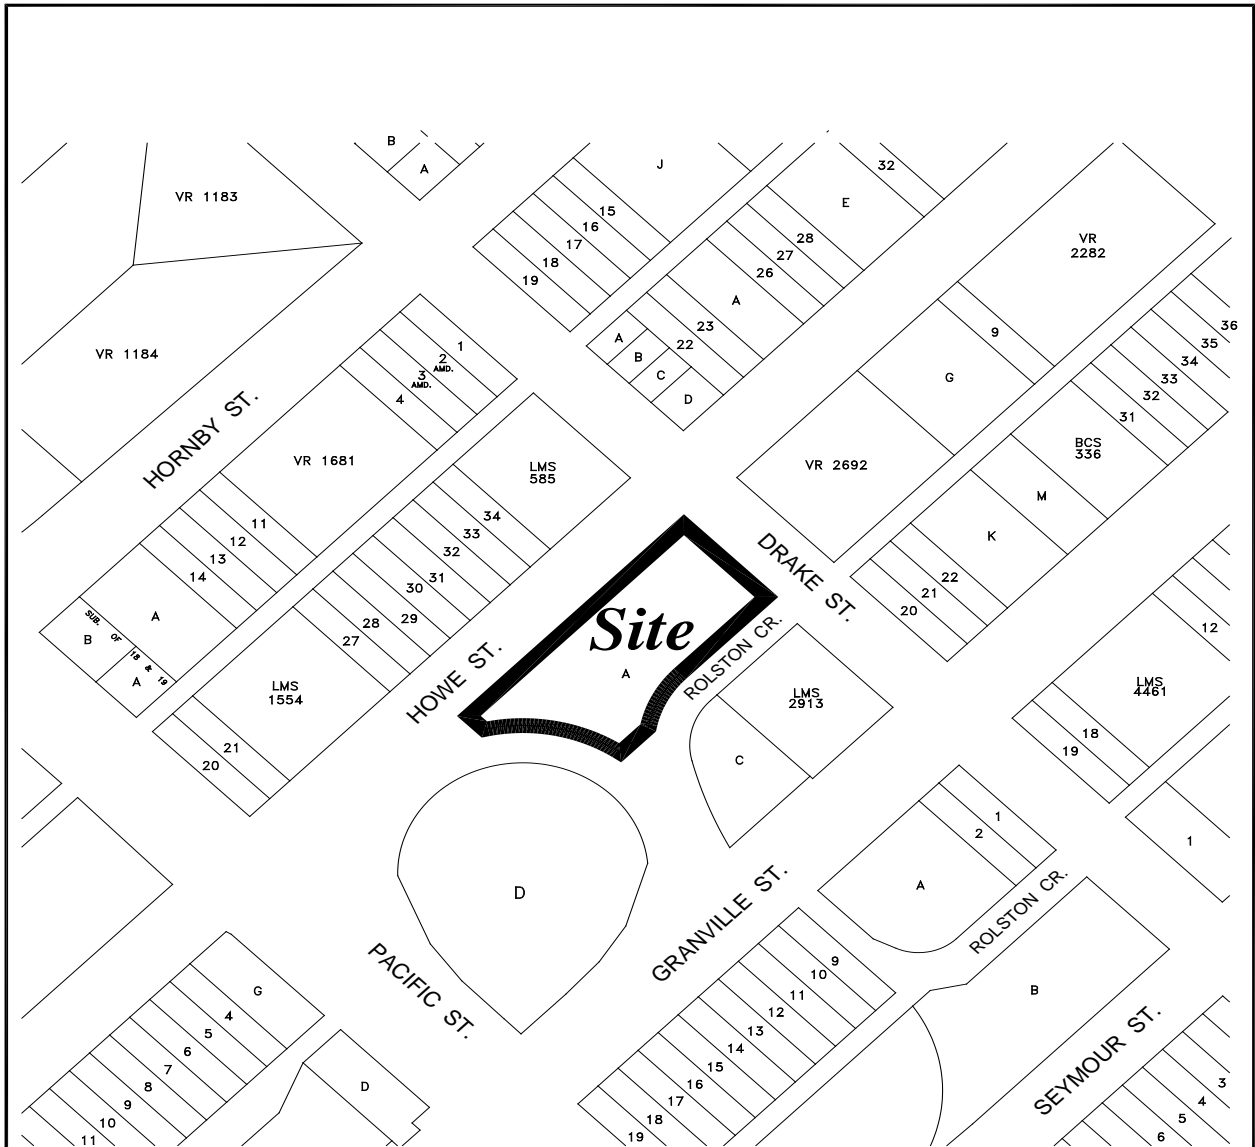 B
A
VR 1183
J
32
E
15
16
17
18
19
28
27
26
A
VR
2282
23
22
A
B
C
D
9
G
36
35
34
33
32
31
VR 1184
1
2
AMD.
3
AMD.
4
HORNBY ST.
VR 1681
LMS
585
VR 2692
BCS
336
M
K
11
12
13
14
34
33
32
31
30
29
28
27
DRAKE ST.
22
21
20
A
SUB. OF 18 & 19
B
A
Site
A
HOWE ST.
ROLSTON CR.
12
LMS
1554
LMS
2913
LMS
4461
21
20
18
19
C
1
2
1
D
A
GRANVILLE ST.
ROLSTON CR.
PACIFIC ST.
G
4
5
6
7
8
9
10
11
9
10
11
12
13
14
15
16
17
18
19
B
D
SEYMOUR ST.
3
4
5
6